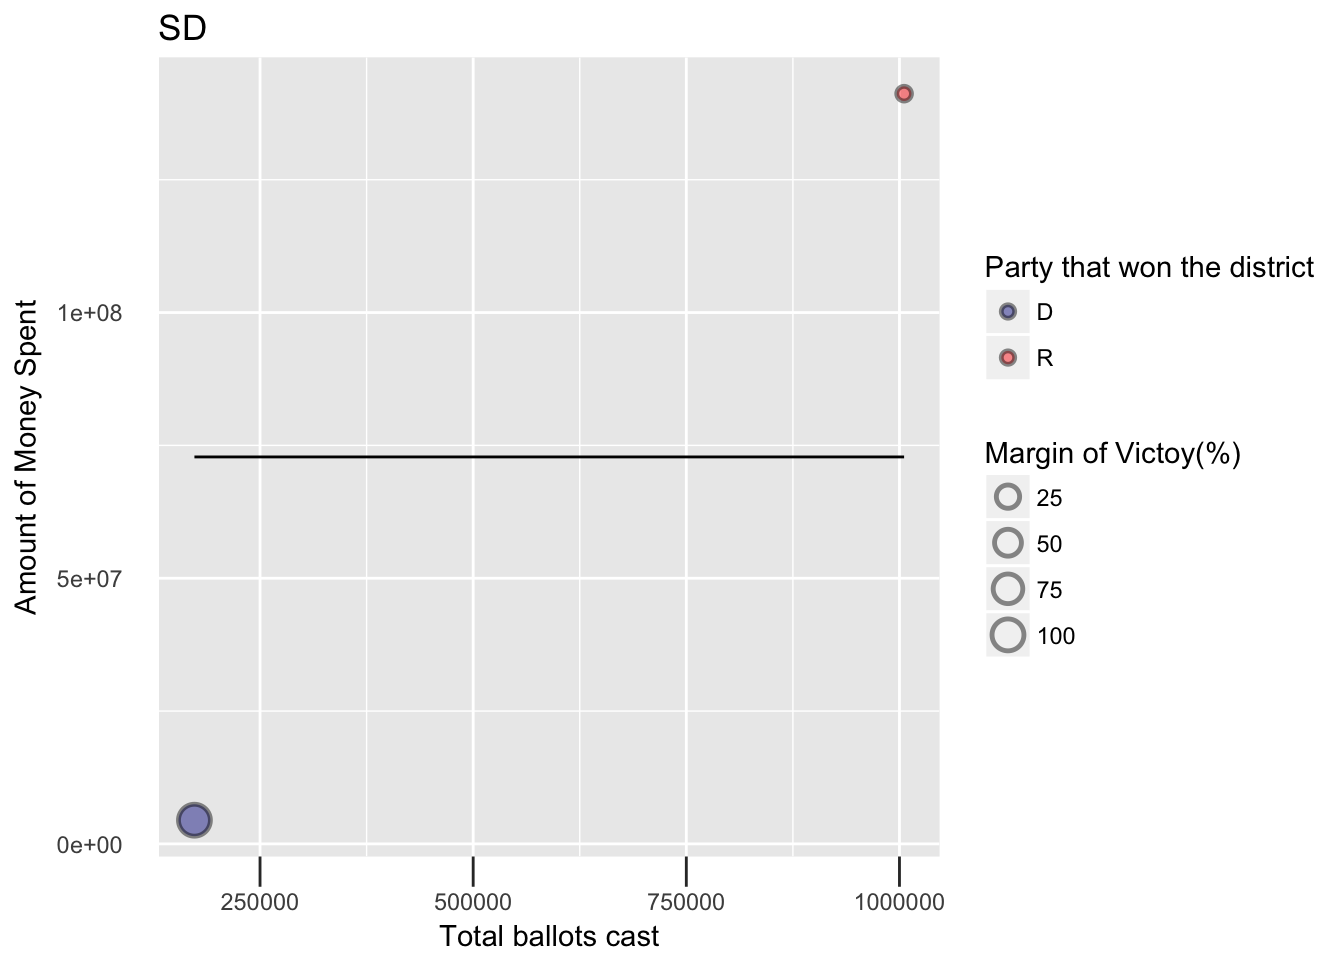 SD
Amount of Money Spent
1e+08
5e+07
0e+00
250000
500000
750000
1000000
Total ballots cast
Party that won the district
D
R
Margin of Victoy(%)
25
50
75
100